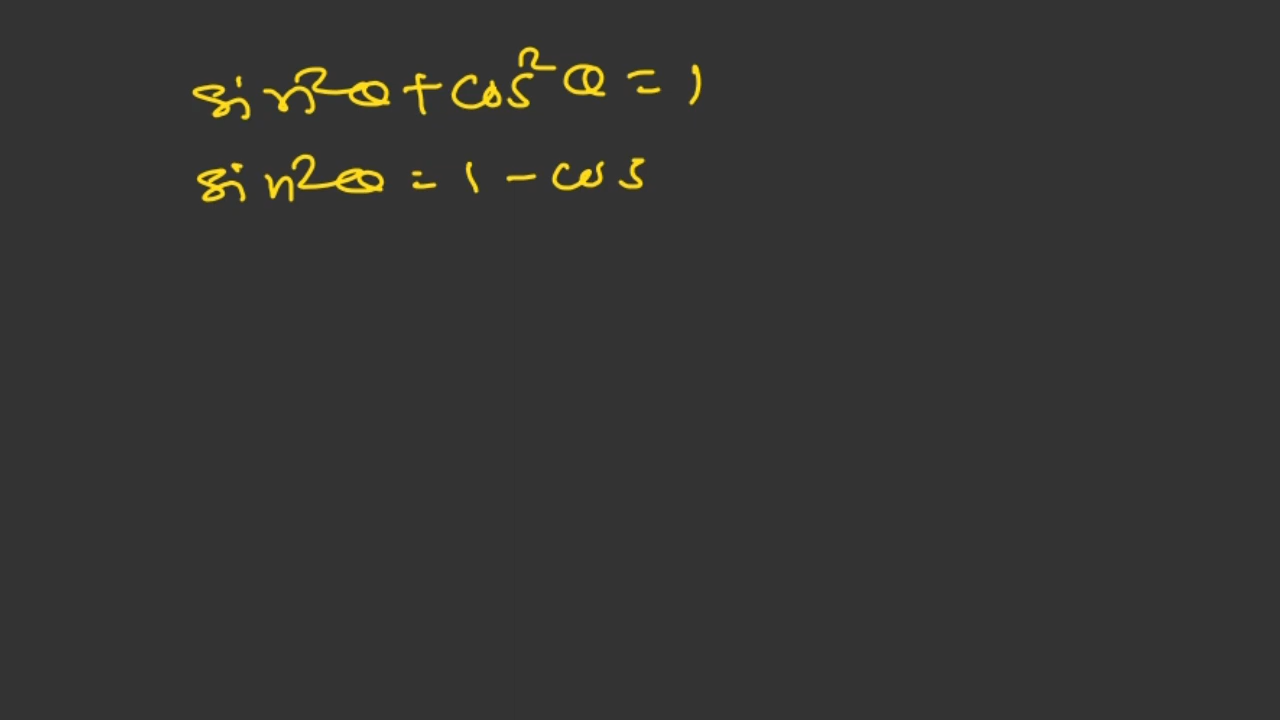 sin²θ + cos²θ = 1
sin²θ = 1 - cos